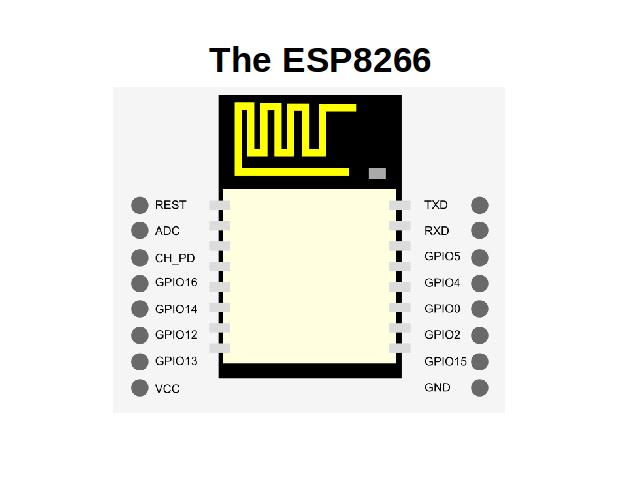 The ESP8266
REST
TXD
ADC
RXD
CH_PD
GPIO5
GPIO16
GPIO4
GPIO14
GPIO0
GPIO12
GPIO2
GPIO13
GPIO15
VCC
GND